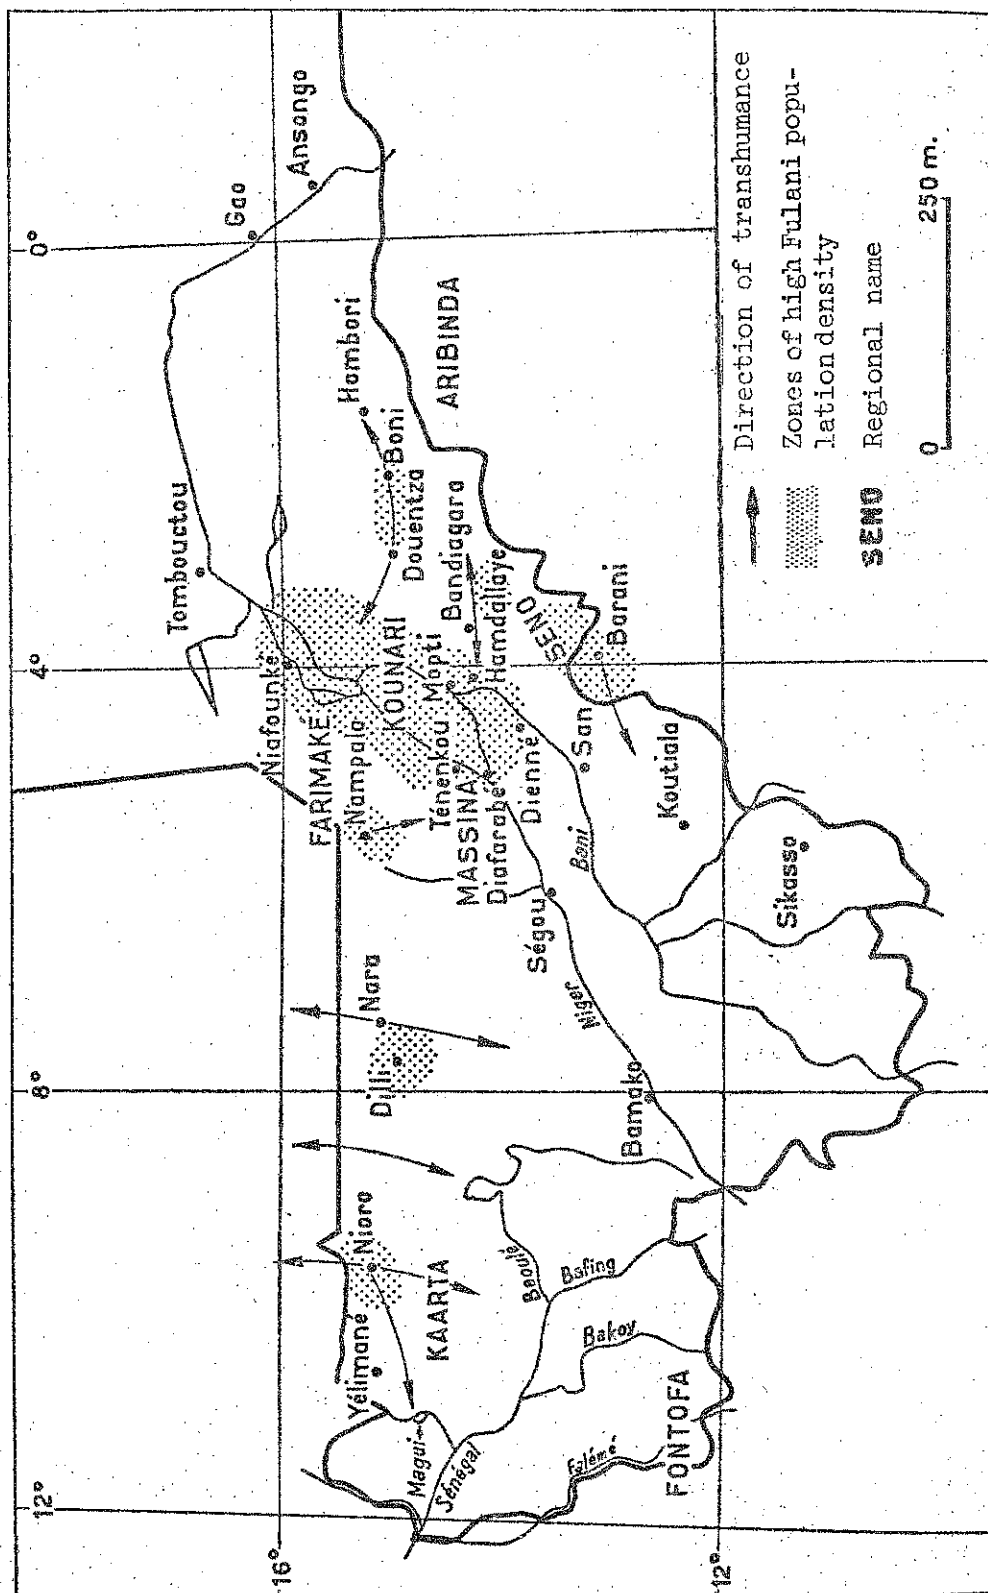 12°
8°
4°
0°
16°
12°
Tombouctou
Gao
Ansongo
Niafounké
FARIMAKÉ
Nampala
KOUNARI
Douentza
Boni
Hombori
Ténenkou
Mopti
Bandiagara
MASSINA
Hamdallaye
Diafarabé
Dienné
SENO
ARIBINDA
Barani
Nara
Dilli
Nioro
Yélimané
KAARTA
Magui
Sénégal
Ségou
San
Bani
Koutiala
Niger
Bamako
Sikasso
Baoulé
Bafing
Bakoy
Falémé
FONTOFA
Direction of transhumance
Zones of high Fulani popu-
lation density
SENO
Regional name
0
250 m.